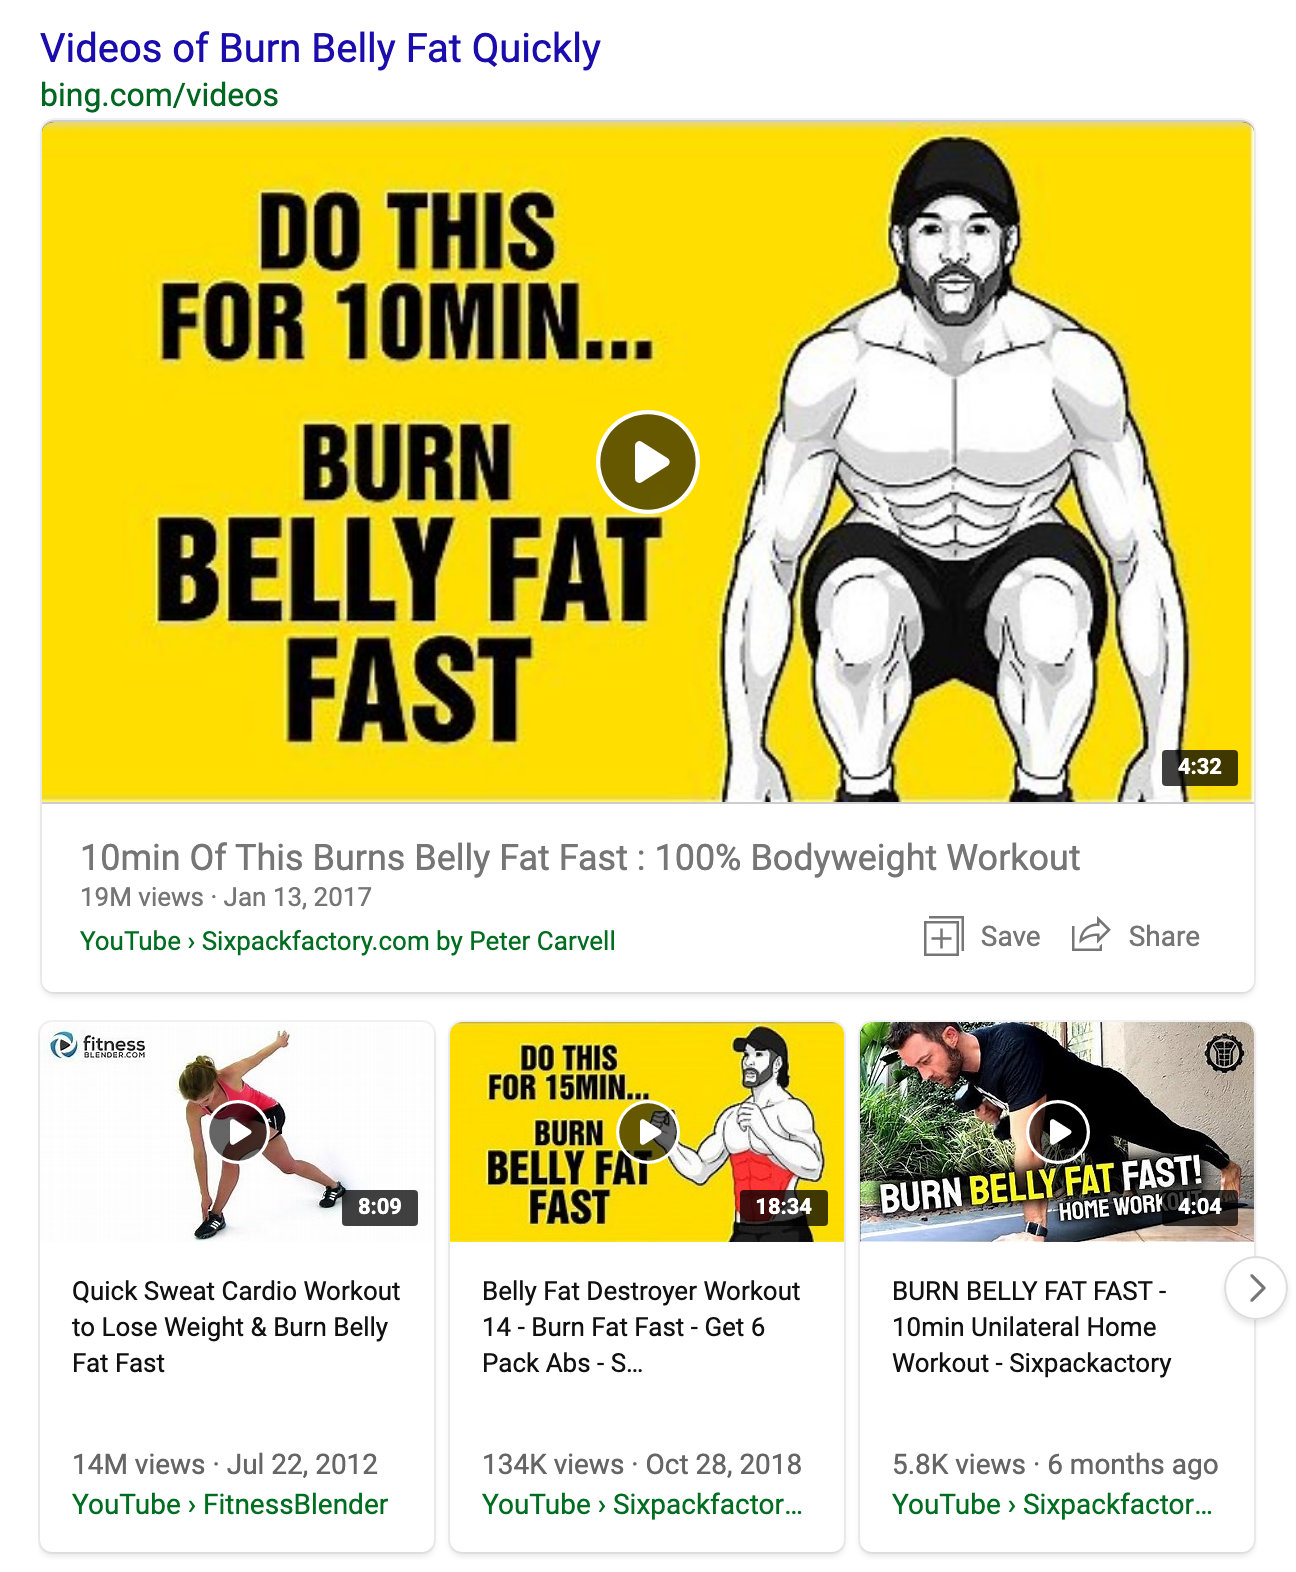 Videos of Burn Belly Fat Quickly
bing.com/videos
DO THIS
FOR 10MIN...
BURN
BELLY FAT
FAST
4:32
10min Of This Burns Belly Fat Fast : 100% Bodyweight Workout
19M views · Jan 13, 2017
YouTube › Sixpackfactory.com by Peter Carvell
Save
Share
fitness
BLENDER.COM
8:09
Quick Sweat Cardio Workout
to Lose Weight & Burn Belly
Fat Fast
14M views · Jul 22, 2012
YouTube › FitnessBlender
DO THIS
FOR 15MIN...
BURN
BELLY FAT
FAST
18:34
Belly Fat Destroyer Workout
14 - Burn Fat Fast - Get 6
Pack Abs - S...
134K views · Oct 28, 2018
YouTube › Sixpackfactor...
BURN BELLY FAT FAST!
HOME WORKOUT
4:04
BURN BELLY FAT FAST -
10min Unilateral Home
Workout - Sixpackactory
5.8K views · 6 months ago
YouTube › Sixpackfactor...